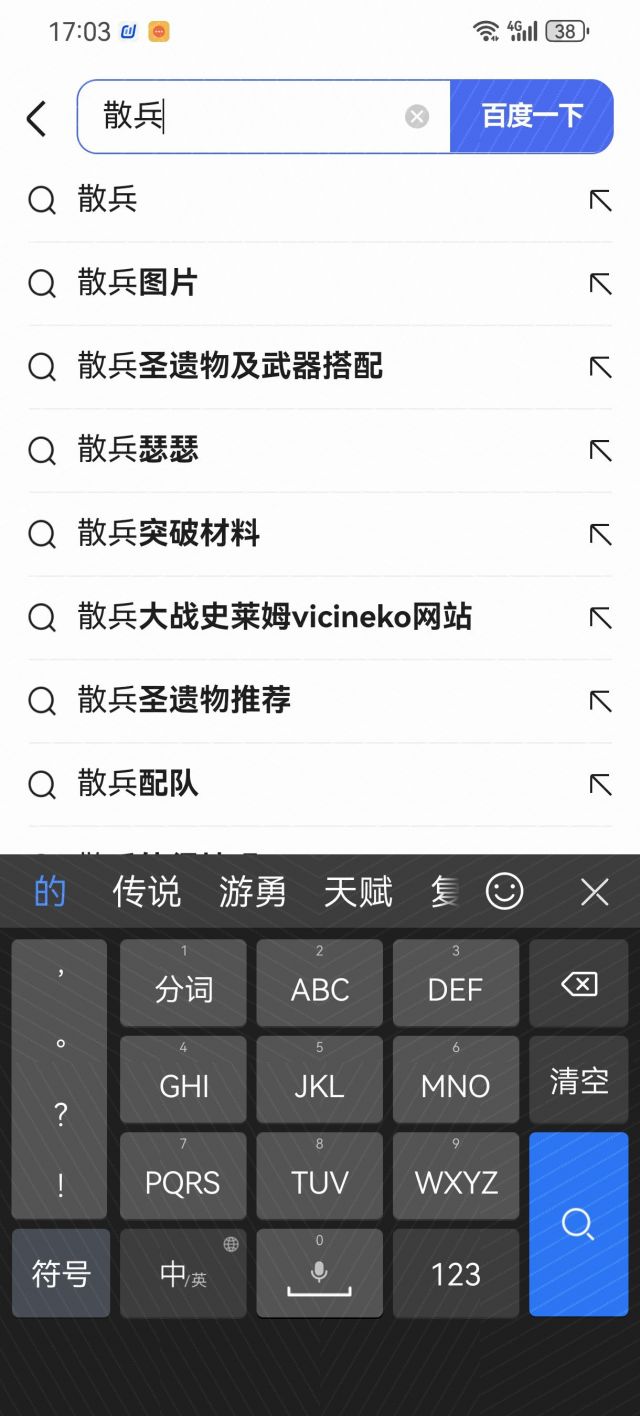 17:03
4G
38
散兵
百度一下
散兵
散兵图片
散兵圣遗物及武器搭配
散兵瑟瑟
散兵突破材料
散兵大战史莱姆vicineko网站
散兵圣遗物推荐
散兵配队
的 传说 游勇 天赋
，
。
?
!
1
分词
2
ABC
3
DEF
4
GHI
5
JKL
6
MNO
清空
7
PQRS
8
TUV
9
WXYZ
符号
中/英
0
123